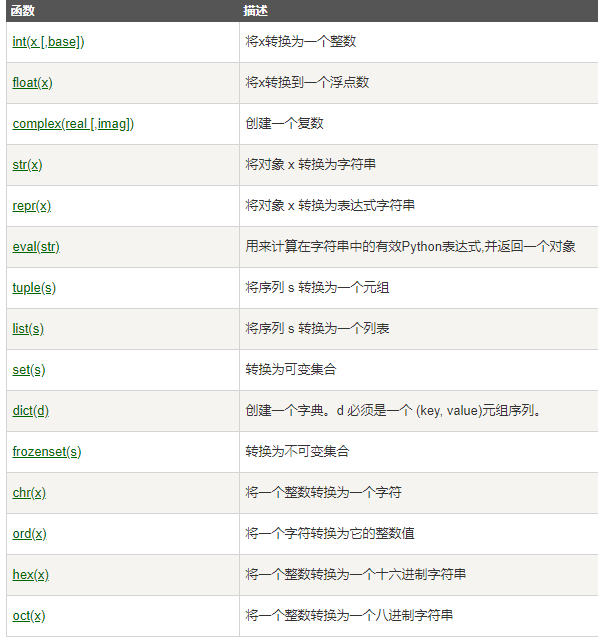 函数 描述
int(x [,base]) 将x转换为一个整数
float(x) 将x转换到一个浮点数
complex(real [,imag]) 创建一个复数
str(x) 将对象 x 转换为字符串
repr(x) 将对象 x 转换为表达式字符串
eval(str) 用来计算在字符串中的有效Python表达式,并返回一个对象
tuple(s) 将序列 s 转换为一个元组
list(s) 将序列 s 转换为一个列表
set(s) 转换为可变集合
dict(d) 创建一个字典。d 必须是一个 (key, value)元组序列。
frozenset(s) 转换为不可变集合
chr(x) 将一个整数转换为一个字符
ord(x) 将一个字符转换为它的整数值
hex(x) 将一个整数转换为一个十六进制字符串
oct(x) 将一个整数转换为一个八进制字符串